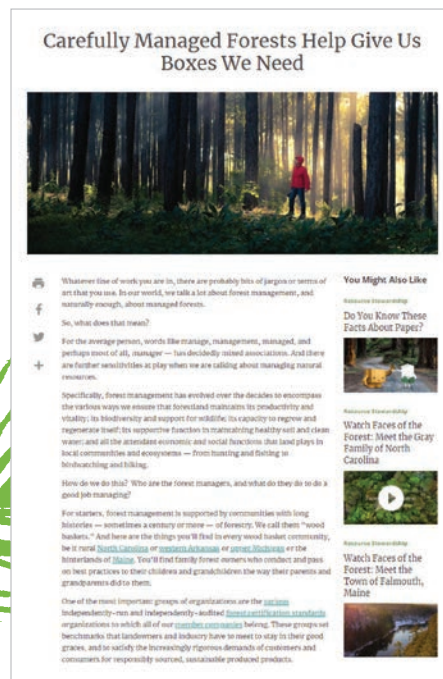 Carefully Managed Forests Help Give Us
Boxes We Need
Whatever line of work you are in, there are probably bits of jargon or terms of
art that you use. In our world, we talk a lot about forest management, and
naturally enough, about managed forests.
So, what does that mean?
For the average person, words like manage, management, managed, and
perhaps most of all, manager — has decidedly mixed associations. And there
are further sensitivities at play when we are talking about managing natural
resources.
Specifically, forest management has evolved over the decades to encompass
the various ways we ensure that forestland maintains its productivity and
vitality; its biodiversity and support for wildlife; its capacity to regrow and
regenerate itself; its supportive function in maintaining healthy soil and clean
water; and all the attendant economic and social functions that land plays in
local communities and ecosystems — from hunting and fishing to
birdwatching and hiking.
How do we do this? Who are the forest managers, and what do they do to do a
good job managing?
For starters, forest management is supported by communities with long
histories — sometimes a century or more — of forestry. We call them "wood
baskets." And here are the things you'll find in every wood basket community,
be it rural North Carolina or western Arkansas or upper Michigan or the
hinterlands of Maine. You'll find family forest owners who conduct and pass
on best practices to their children and grandchildren the way their parents and
grandparents did to them.
One of the most important groups of organizations are the various
independently-run and independently-audited forest certification standards
organizations to which all of our member companies belong. These groups set
benchmarks that landowners and industry have to meet to stay in their good
graces, and to satisfy the increasingly rigorous demands of customers and
consumers for responsibly sourced, sustainable produced products.
You Might Also Like
Resource Stewardship
Do You Know These
Facts About Paper?
Resource Stewardship
Watch Faces of the
Forest: Meet the Gray
Family of North
Carolina
Resource Stewardship
Watch Faces of the
Forest: Meet the
Town of Falmouth,
Maine